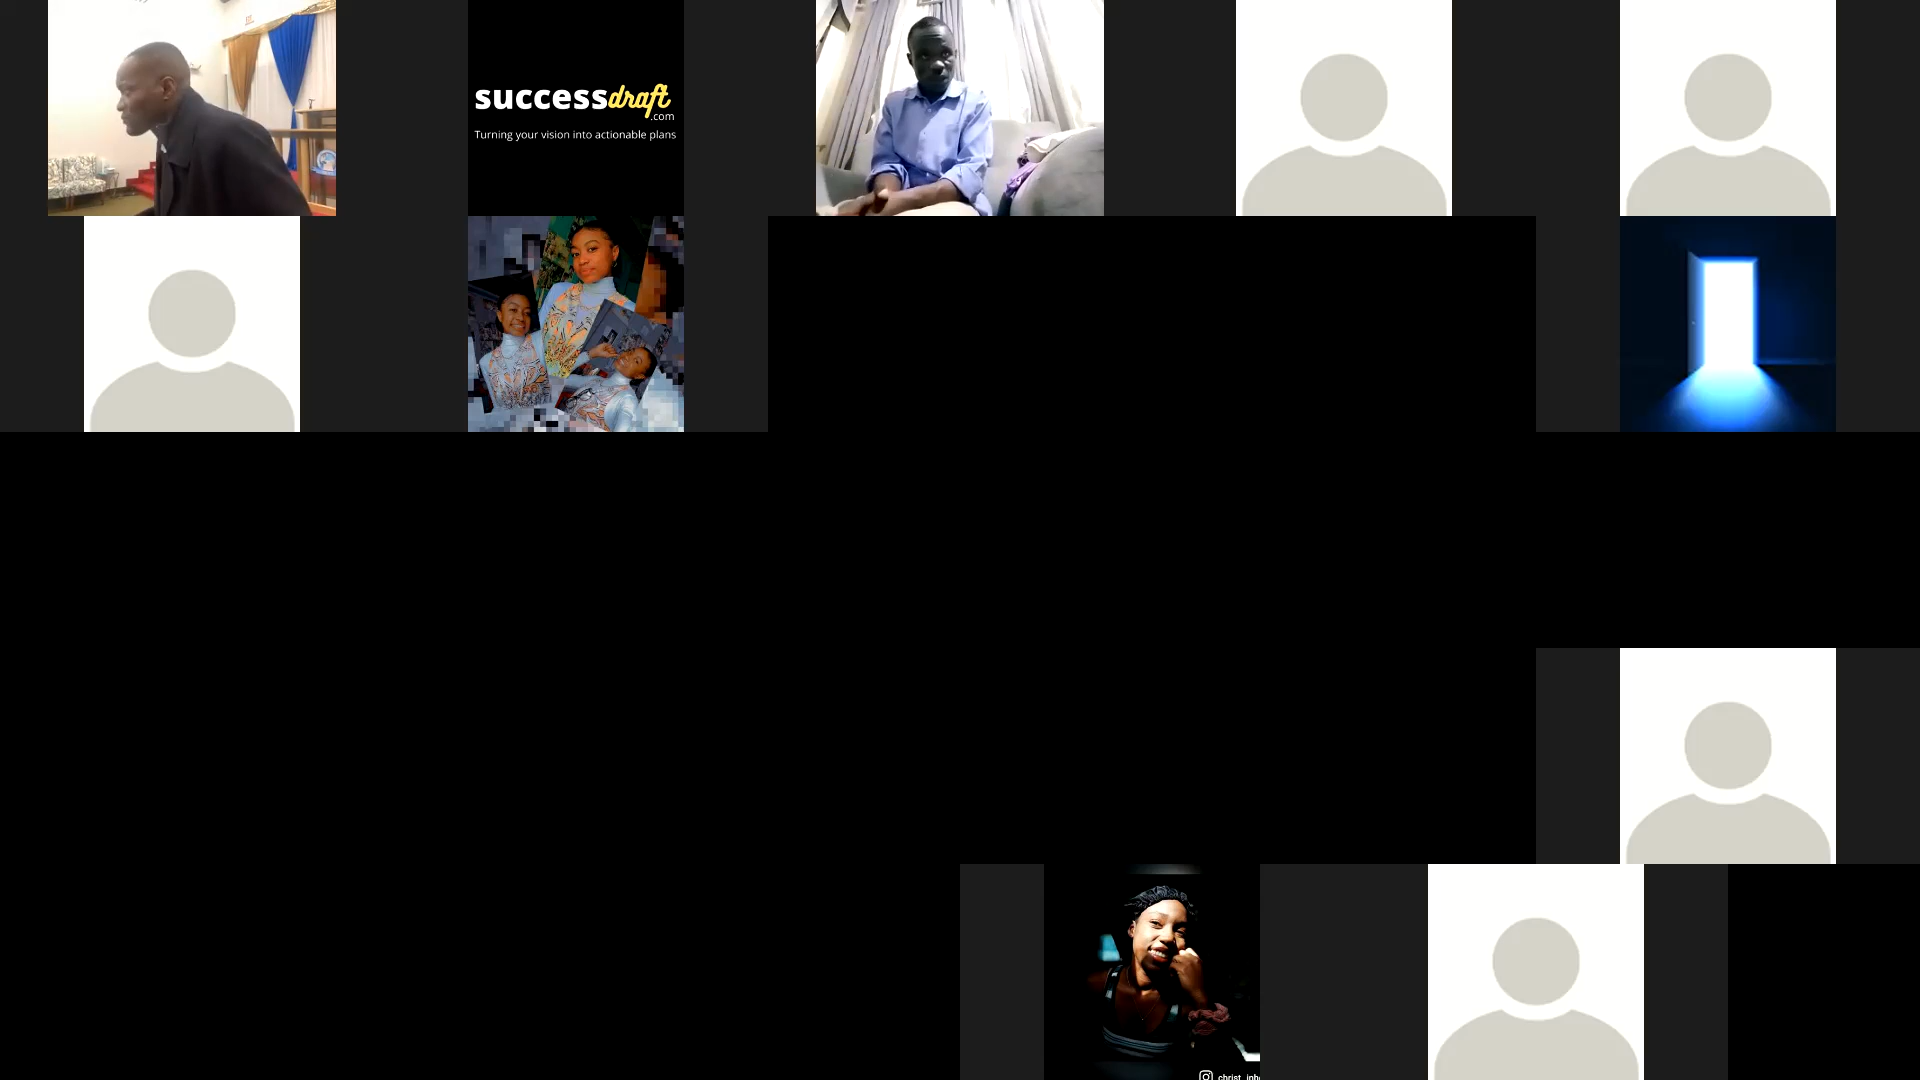 successdraft
.com
Turning your vision into actionable plans